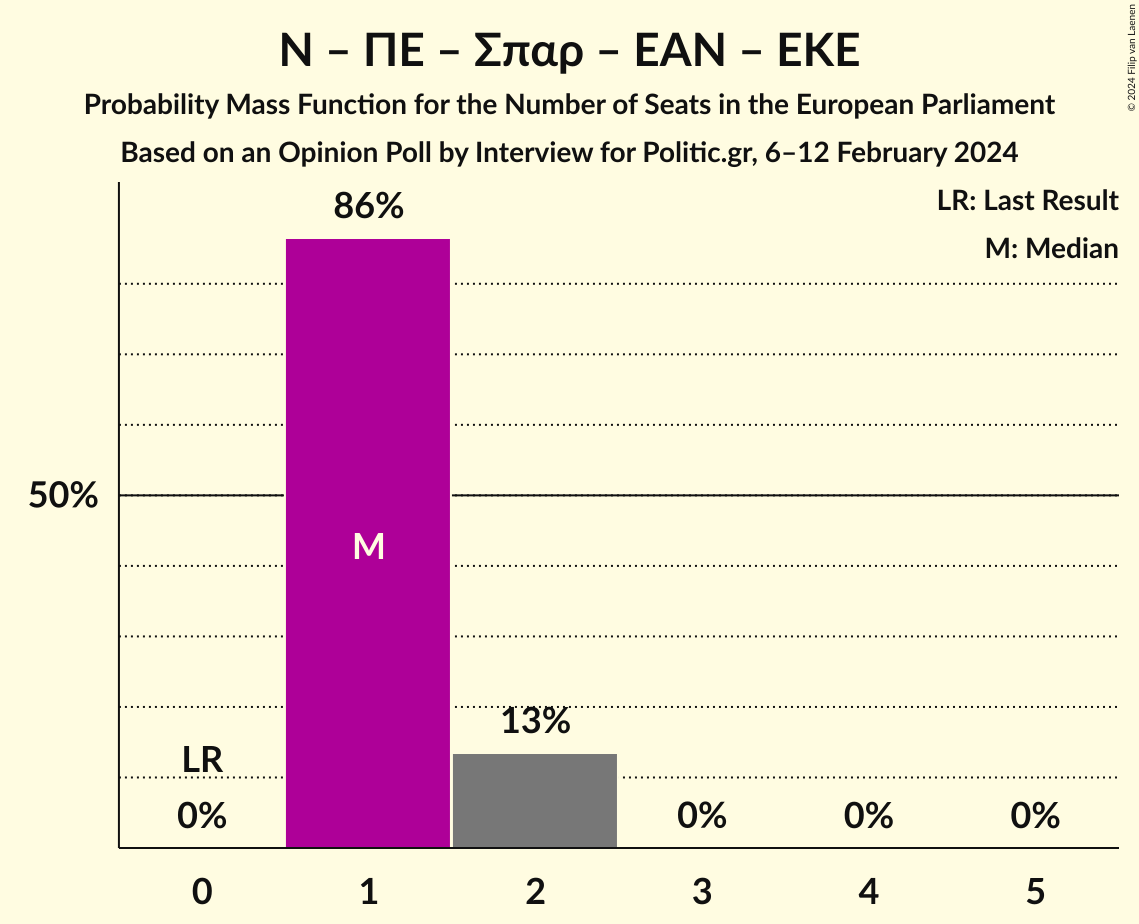 Ν – ΠΕ – Σπαρ – ΕΑΝ – ΕΚΕ
Probability Mass Function for the Number of Seats in the European Parliament
Based on an Opinion Poll by Interview for Politic.gr, 6–12 February 2024
© 2024 Filip van Laenen
LR: Last Result
M: Median
86%
50%
M
13%
LR
0%
0%
0%
0%
0
1
2
3
4
5